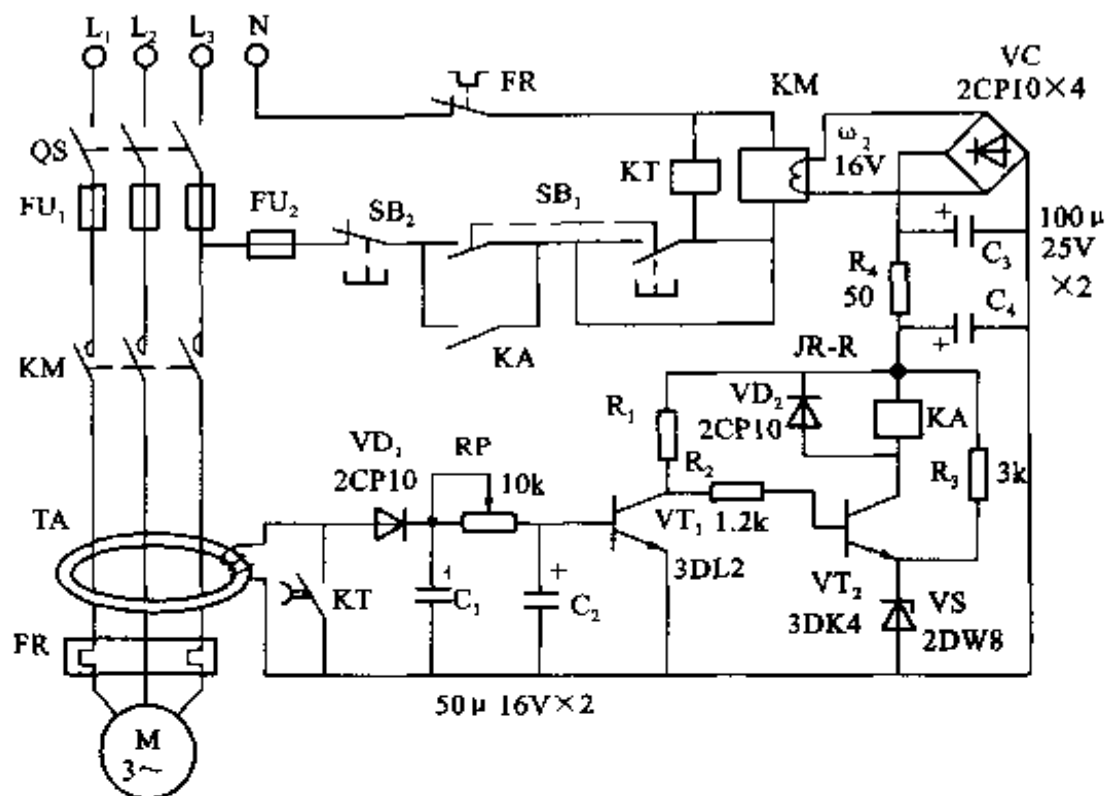 L₁ L₂ L₃ N
FR
KM
VC
2CP10×4
QS
ω₂
16V
KT
FU₁
FU₂
SB₂
SB₁
100μ
25V
×2
C₃
R₄
50
C₄
KA
KM
JR-R
VD₂
2CP10
R₁
KA
VD₁
2CP10
RP
10k
R₂
R₃
3k
TA
VT₁
1.2k
3DL2
KT
C₁
C₂
VT₂
3DK4
VS
2DW8
FR
50μ 16V×2
M
3~